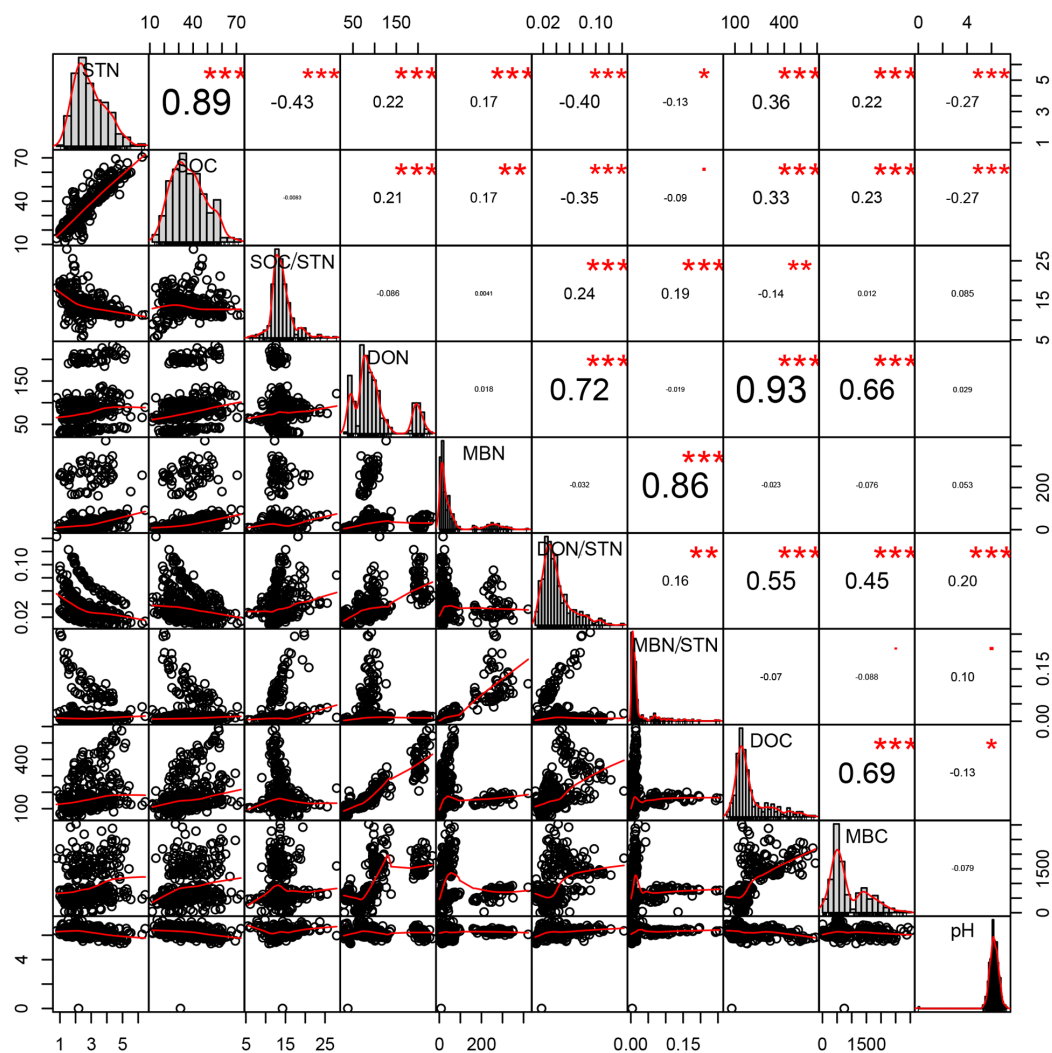 10 40 70 50 150 0.02 0.10 100 400 0 4
STN *** *** *** *** *** * *** *** ***
0.89 -0.43 0.22 0.17 -0.40 -0.13 0.36 0.22 -0.27
1 3 5
SOC *** ** *** . *** *** ***
-0.0083 0.21 0.17 -0.35 -0.09 0.33 0.23 -0.27
10 40 70
SOC/STN *** *** **
-0.086 0.0041 0.24 0.19 -0.14 0.012 0.085
5 15 25
DON *** *** ***
0.018 0.72 -0.019 0.93 0.66 0.029
50 150
MBN ***
-0.032 0.86 -0.023 -0.076 0.053
0 200
DON/STN ** *** *** ***
0.16 0.55 0.45 0.20
0.02 0.10
MBN/STN . .
-0.07 -0.088 0.10
0.00 0.15
DOC *** *
0.69 -0.13
100 400
MBC
-0.079
0 1500
pH
0 4
1 3 5 5 15 25 0 200 0.00 0.15 0 1500